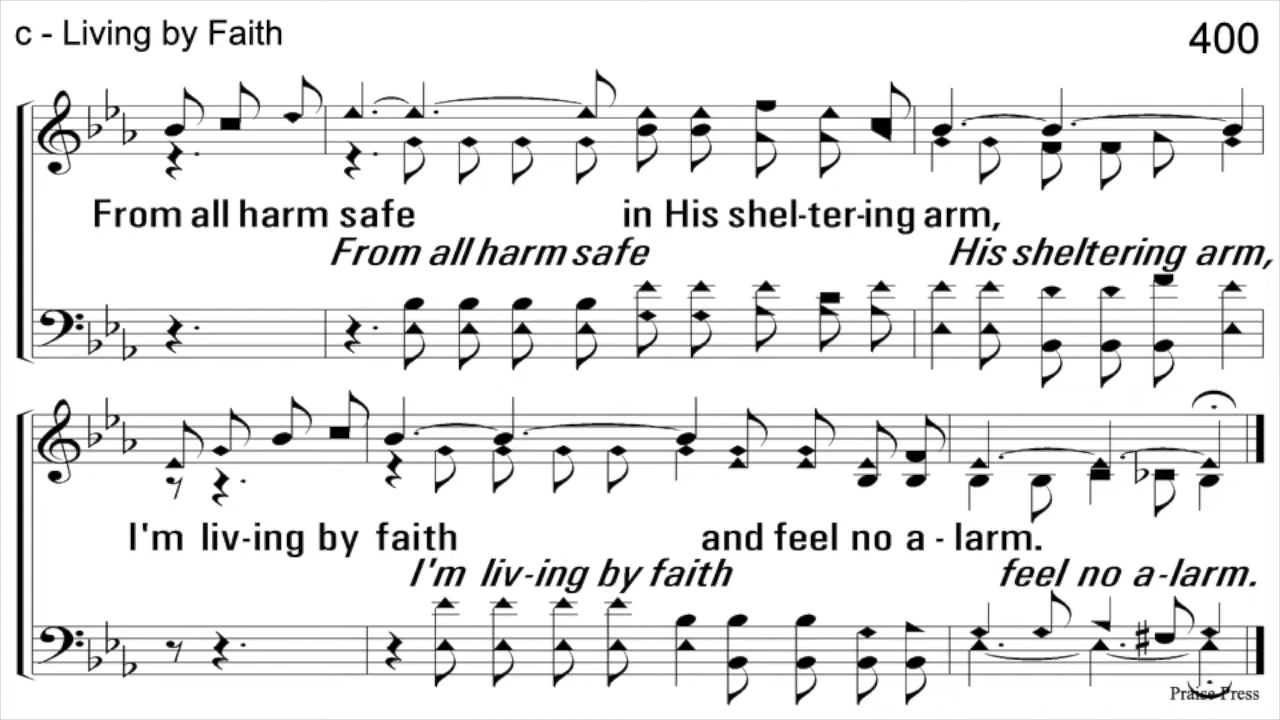 c - Living by Faith
400
From all harm safe in His shel-ter-ing arm,
From all harm safe His sheltering arm,
I'm liv-ing by faith and feel no a - larm.
I'm liv-ing by faith feel no a-larm.
Praise Press